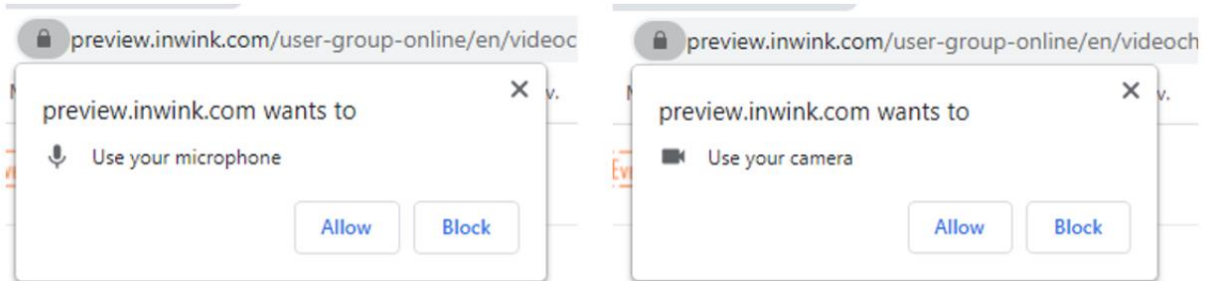 preview.inwink.com/user-group-online/en/videoc
preview.inwink.com wants to
Use your microphone
Allow
Block
v.
preview.inwink.com/user-group-online/en/videoch
preview.inwink.com wants to
Use your camera
Allow
Block
v.